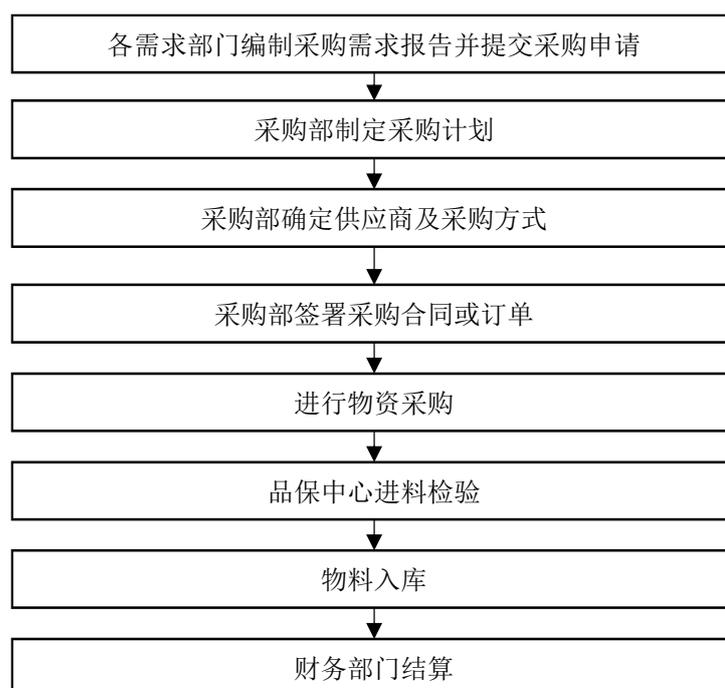 各需求部门编制采购需求报告并提交采购申请
采购部制定采购计划
采购部确定供应商及采购方式
采购部签署采购合同或订单
进行物资采购
品保中心进料检验
物料入库
财务部门结算